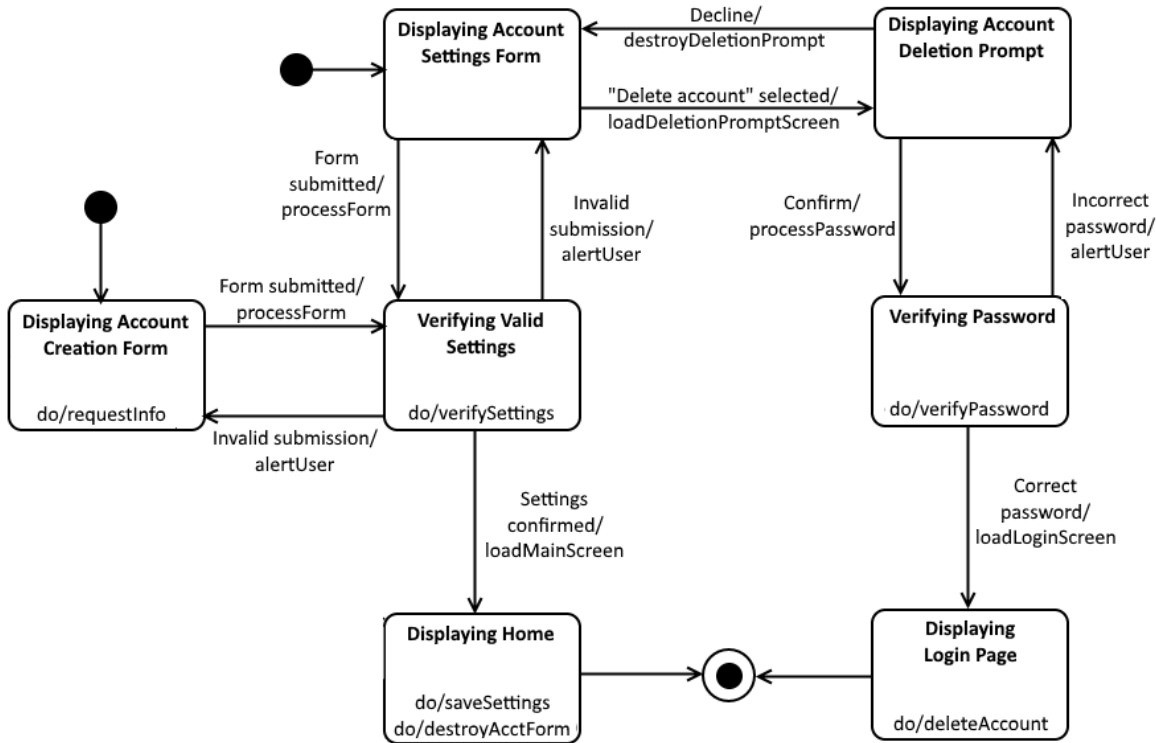 Displaying Account
Settings Form
Decline/
destroyDeletionPrompt
"Delete account" selected/
loadDeletionPromptScreen
Displaying Account
Deletion Prompt
Form
submitted/
processForm
Invalid
submission/
alertUser
Confirm/
processPassword
Incorrect
password/
alertUser
Displaying Account
Creation Form
do/requestInfo
Form submitted/
processForm
Invalid submission/
alertUser
Verifying Valid
Settings
do/verifySettings
Verifying Password
do/verifyPassword
Settings
confirmed/
loadMainScreen
Correct
password/
loadLoginScreen
Displaying Home
do/saveSettings
do/destroyAcctForm
Displaying
Login Page
do/deleteAccount